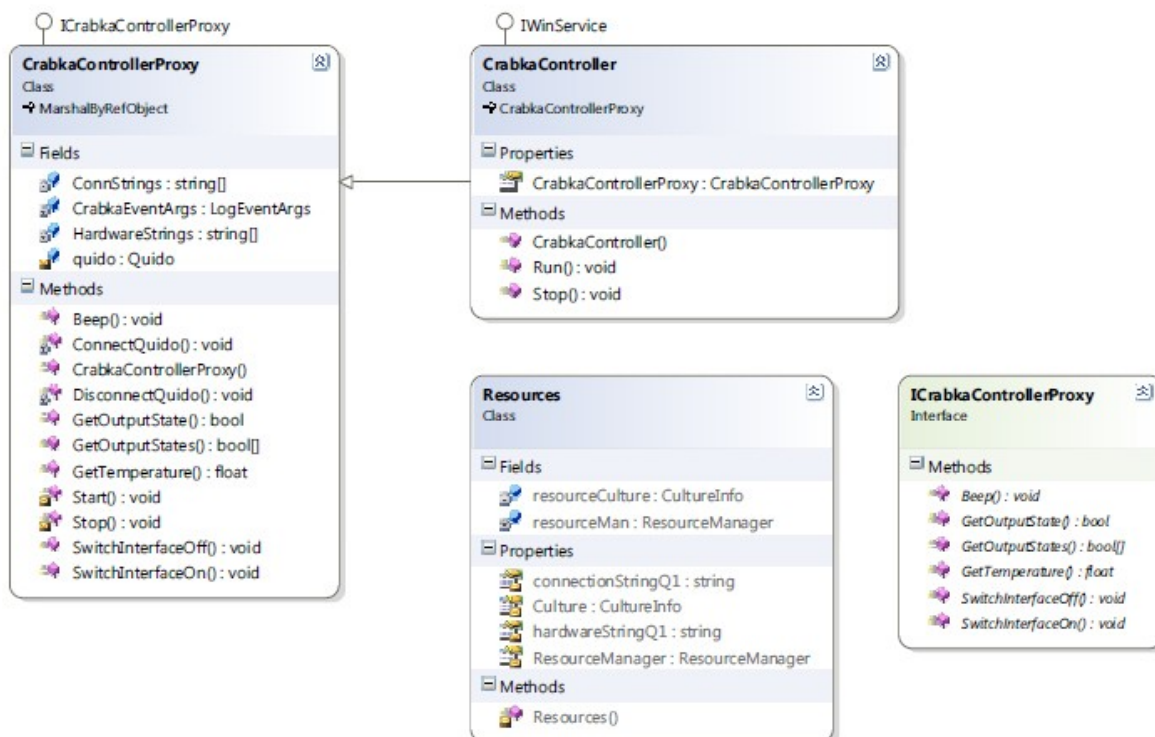 ICrabkaControllerProxy
CrabkaControllerProxy
Class
MarshalByRefObject
Fields
ConnStrings : string[]
CrabkaEventArgs : LogEventArgs
HardwareStrings : string[]
quido : Quido
Methods
Beep() : void
ConnectQuido() : void
CrabkaControllerProxy()
DisconnectQuido() : void
GetOutputState() : bool
GetOutputStates() : bool[]
GetTemperature() : float
Start() : void
Stop() : void
SwitchInterfaceOff() : void
SwitchInterfaceOn() : void
IWinService
CrabkaController
Class
CrabkaControllerProxy
Properties
CrabkaControllerProxy : CrabkaControllerProxy
Methods
CrabkaController()
Run() : void
Stop() : void
Resources
Class
Fields
resourceCulture : CultureInfo
resourceMan : ResourceManager
Properties
connectionStringQ1 : string
Culture : CultureInfo
hardwareStringQ1 : string
ResourceManager : ResourceManager
Methods
Resources()
ICrabkaControllerProxy
Interface
Methods
Beep() : void
GetOutputState() : bool
GetOutputStates() : bool[]
GetTemperature() : float
SwitchInterfaceOff() : void
SwitchInterfaceOn() : void